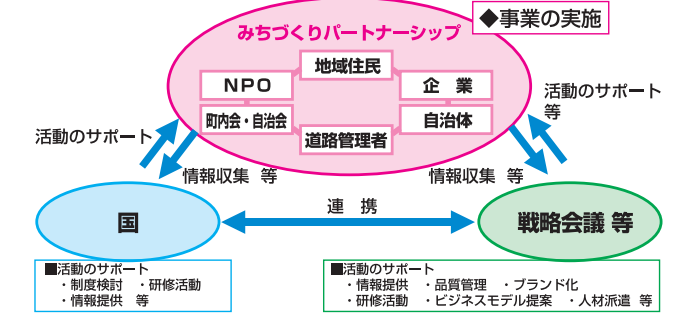 ◆事業の実施
みちづくりパートナーシップ
地域住民
NPO
企 業
町内会・自治会
自治体
道路管理者
活動のサポート
活動のサポート
等
情報収集 等
情報収集 等
国
連 携
戦略会議 等
■活動のサポート
・制度検討 ・研修活動
・情報提供 等
■活動のサポート
・情報提供 ・品質管理 ・ブランド化
・研修活動 ・ビジネスモデル提案 ・人材派遣 等